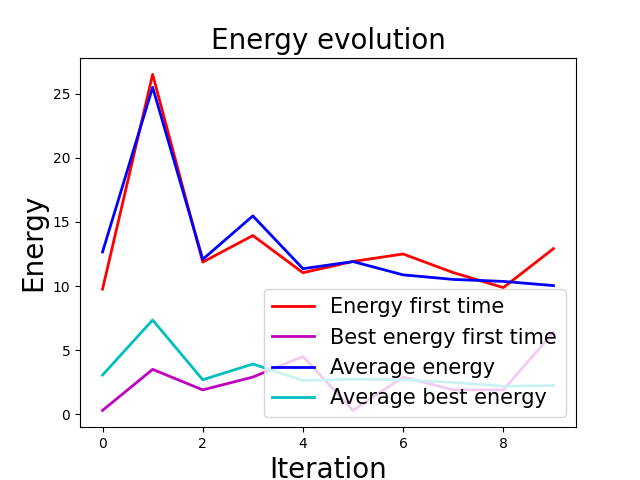 Energy evolution
Energy
25
20
15
10
5
0
Energy first time
Best energy first time
Average energy
Average best energy
0 2 4 6 8
Iteration